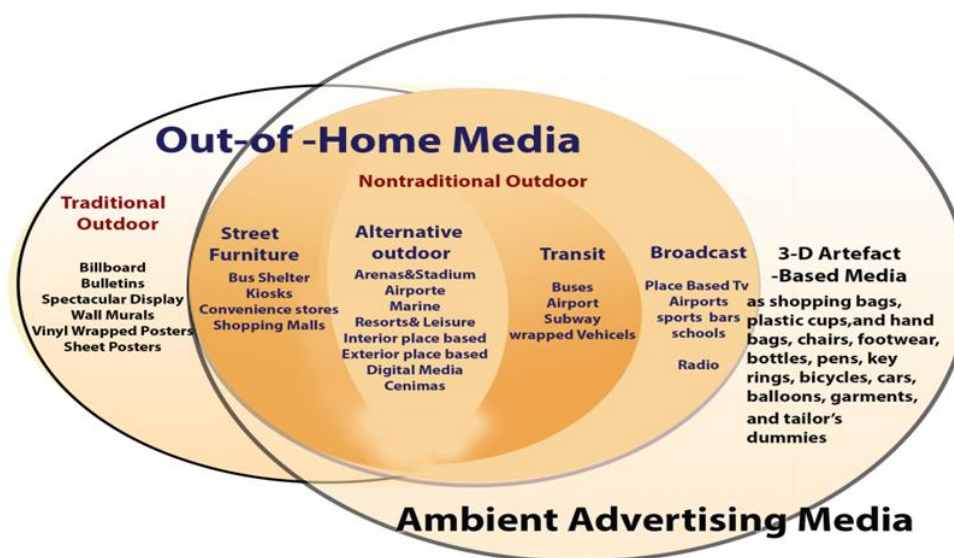 Out-of -Home Media
Nontraditional Outdoor
Traditional
Outdoor
Billboard
Bulletins
Spectacular Display
Wall Murals
Vinyl Wrapped Posters
Sheet Posters
Street
Furniture
Bus Shelter
Kiosks
Convenience stores
Shopping Malls
Alternative
outdoor
Arenas&Stadium
Airporte
Marine
Resorts& Leisure
Interior place based
Exterior place based
Digital Media
Cenimas
Transit
Buses
Airport
Subway
wrapped Vehicels
Broadcast
Place Based Tv
Airports
sports bars
schools
Radio
3-D Artefact
-Based Media
as shopping bags,
plastic cups,and hand
bags, chairs, footwear,
bottles, pens, key
rings, bicycles, cars,
balloons, garments,
and tailor's
dummies
Ambient Advertising Media